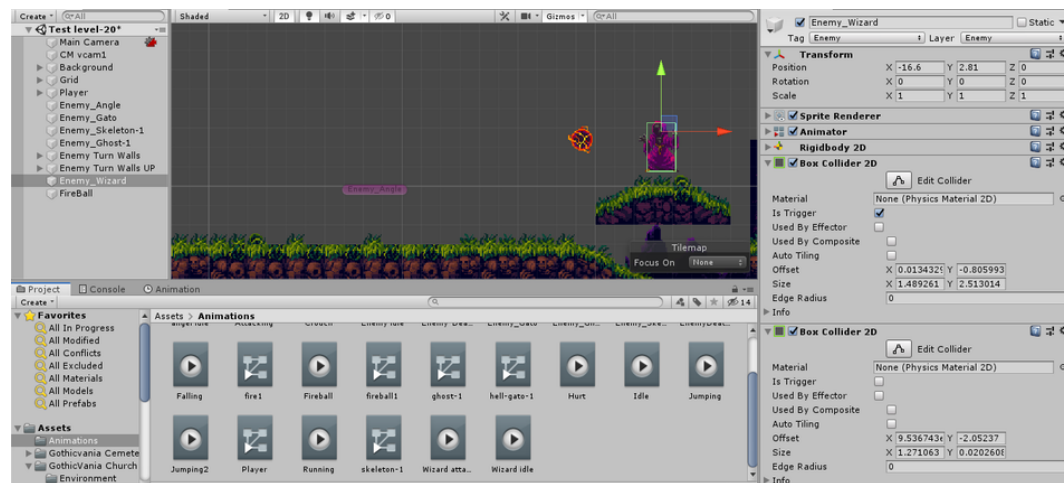 Create
All
Test level-20*
Main Camera
CM vcam1
Background
Grid
Player
Enemy_Angle
Enemy_Gato
Enemy_Skeleton-1
Enemy_Ghost-1
Enemy Turn Walls
Enemy Turn Walls UP
Enemy_Wizard
FireBall
Shaded
2D
0
Gizmos
All
Enemy_Angle
Tilemap
Focus On None
Enemy_Wizard Static
Tag Enemy Layer Enemy
Transform
Position X -16.6 Y 2.81 Z 0
Rotation X 0 Y 0 Z 0
Scale X 1 Y 1 Z 1
Sprite Renderer
Animator
Rigidbody 2D
Box Collider 2D
Edit Collider
Material None (Physics Material 2D)
Is Trigger
Used By Effector
Used By Composite
Auto Tiling
Offset X 0.0134329 Y -0.805993
Size X 1.489261 Y 2.513014
Edge Radius 0
Info
Box Collider 2D
Edit Collider
Material None (Physics Material 2D)
Is Trigger
Used By Effector
Used By Composite
Auto Tiling
Offset X 9.536743e Y -2.05237
Size X 1.271063 Y 0.0202608
Edge Radius 0
Info
Project Console Animation
Create
14
Favorites
All In Progress
All Modified
All Conflicts
All Excluded
All Materials
All Models
All Prefabs
Assets
Animations
Gothicvania Cemete
GothicVania Church
Environment
Assets > Animations
Falling fire1 Fireball fireball1 ghost-1 hell-gato-1 Hurt Idle Jumping
Jumping2 Player Running skeleton-1 Wizard atta... Wizard idle